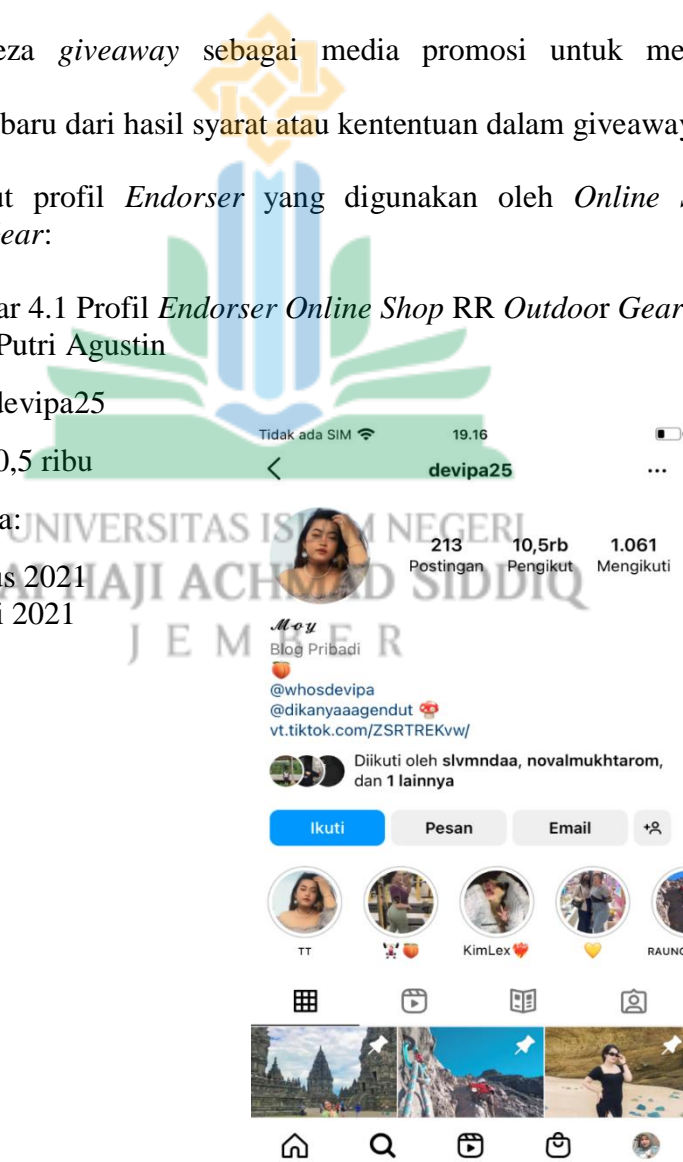 eza giveaway sebagai media promosi untuk me
baru dari hasil syarat atau kententuan dalam giveaway
ut profil Endorser yang digunakan oleh Online S
Gear:
ar 4.1 Profil Endorser Online Shop RR Outdoor Gear
Putri Agustin
devipa25
0,5 ribu
a:
us 2021
i 2021
UNIVERSITAS ISLAM NEGERI
HAJI ACHMAD SIDDIQ
JEMBER
Tidak ada SIM 19.16
devipa25
213 10,5rb 1.061
Postingan Pengikut Mengikuti
Moy
Blog Pribadi
🍑
@whosdevipa
@dikanyaaagendut 🍄
vt.tiktok.com/ZSRTREKvw/
Diikuti oleh slvmndaa, novalmukhtarom,
dan 1 lainnya
Ikuti Pesan Email
TT KimLex RAUNG